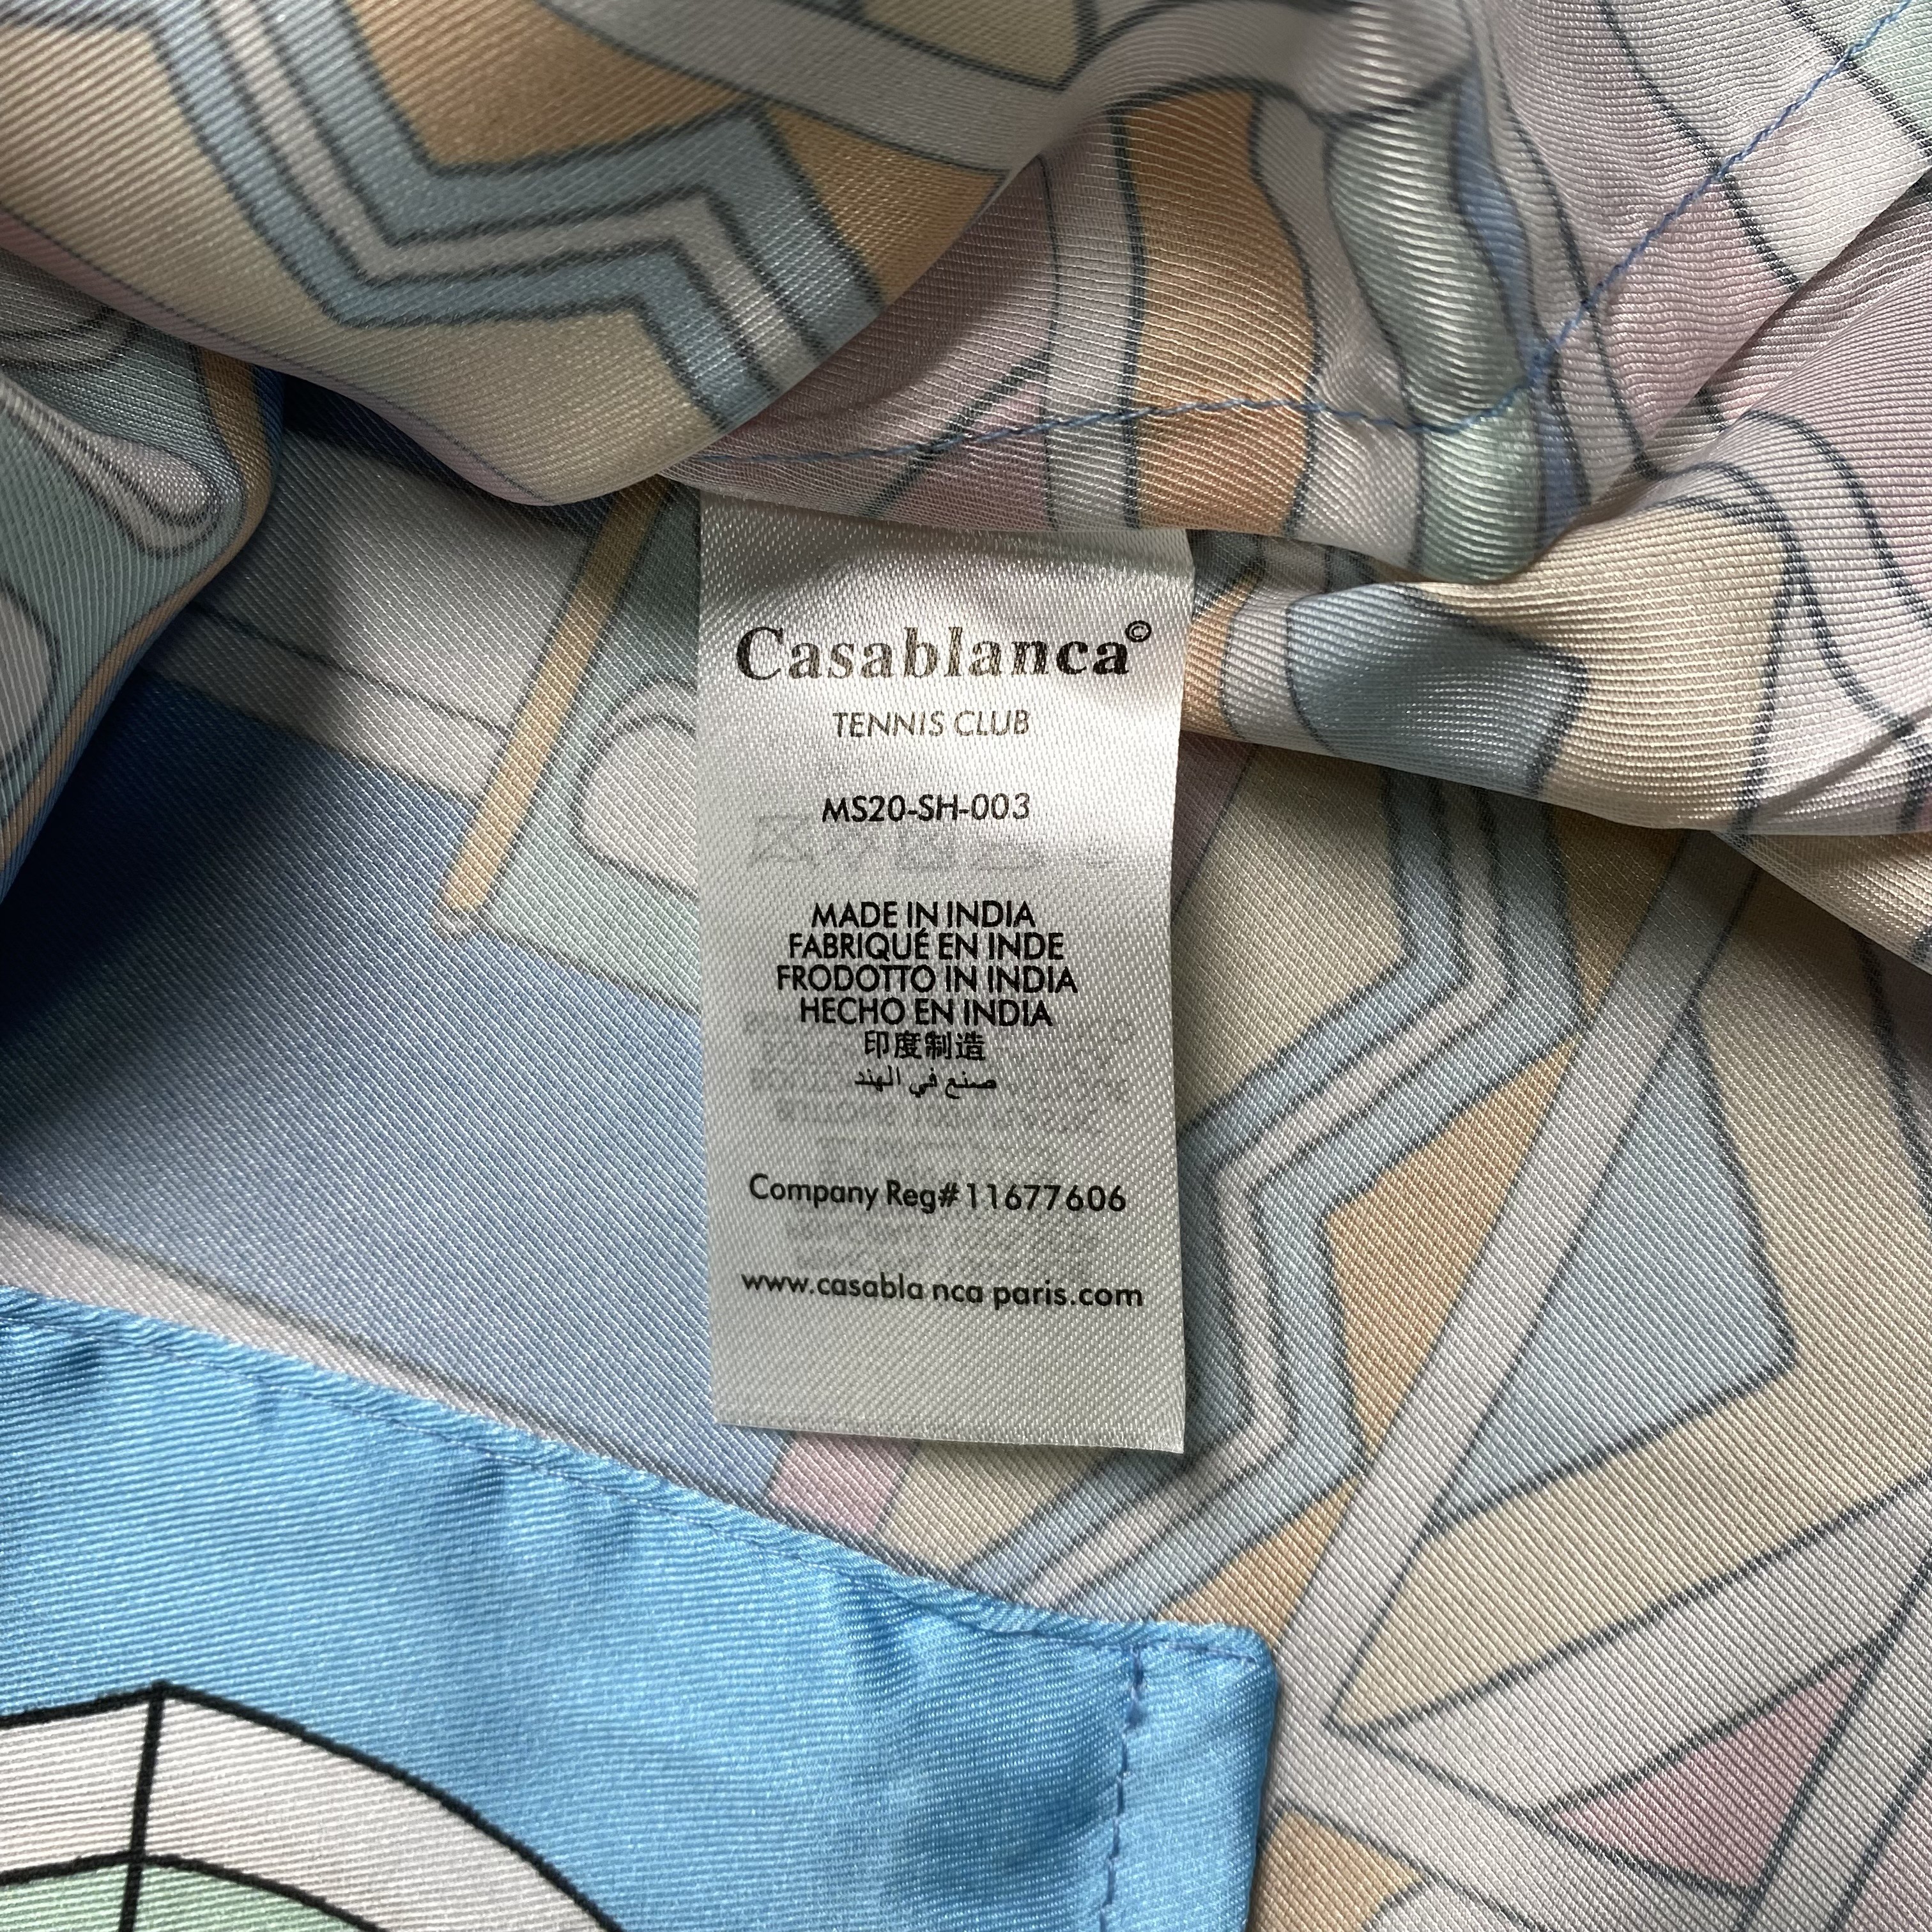 Casablanca©
TENNIS CLUB
MS20-SH-003
MADE IN INDIA
FABRIQUÉ EN INDE
FRODOTTO IN INDIA
HECHO EN INDIA
印度制造
صنع في الهند
Company Reg#11677606
www.casabla nca paris.com